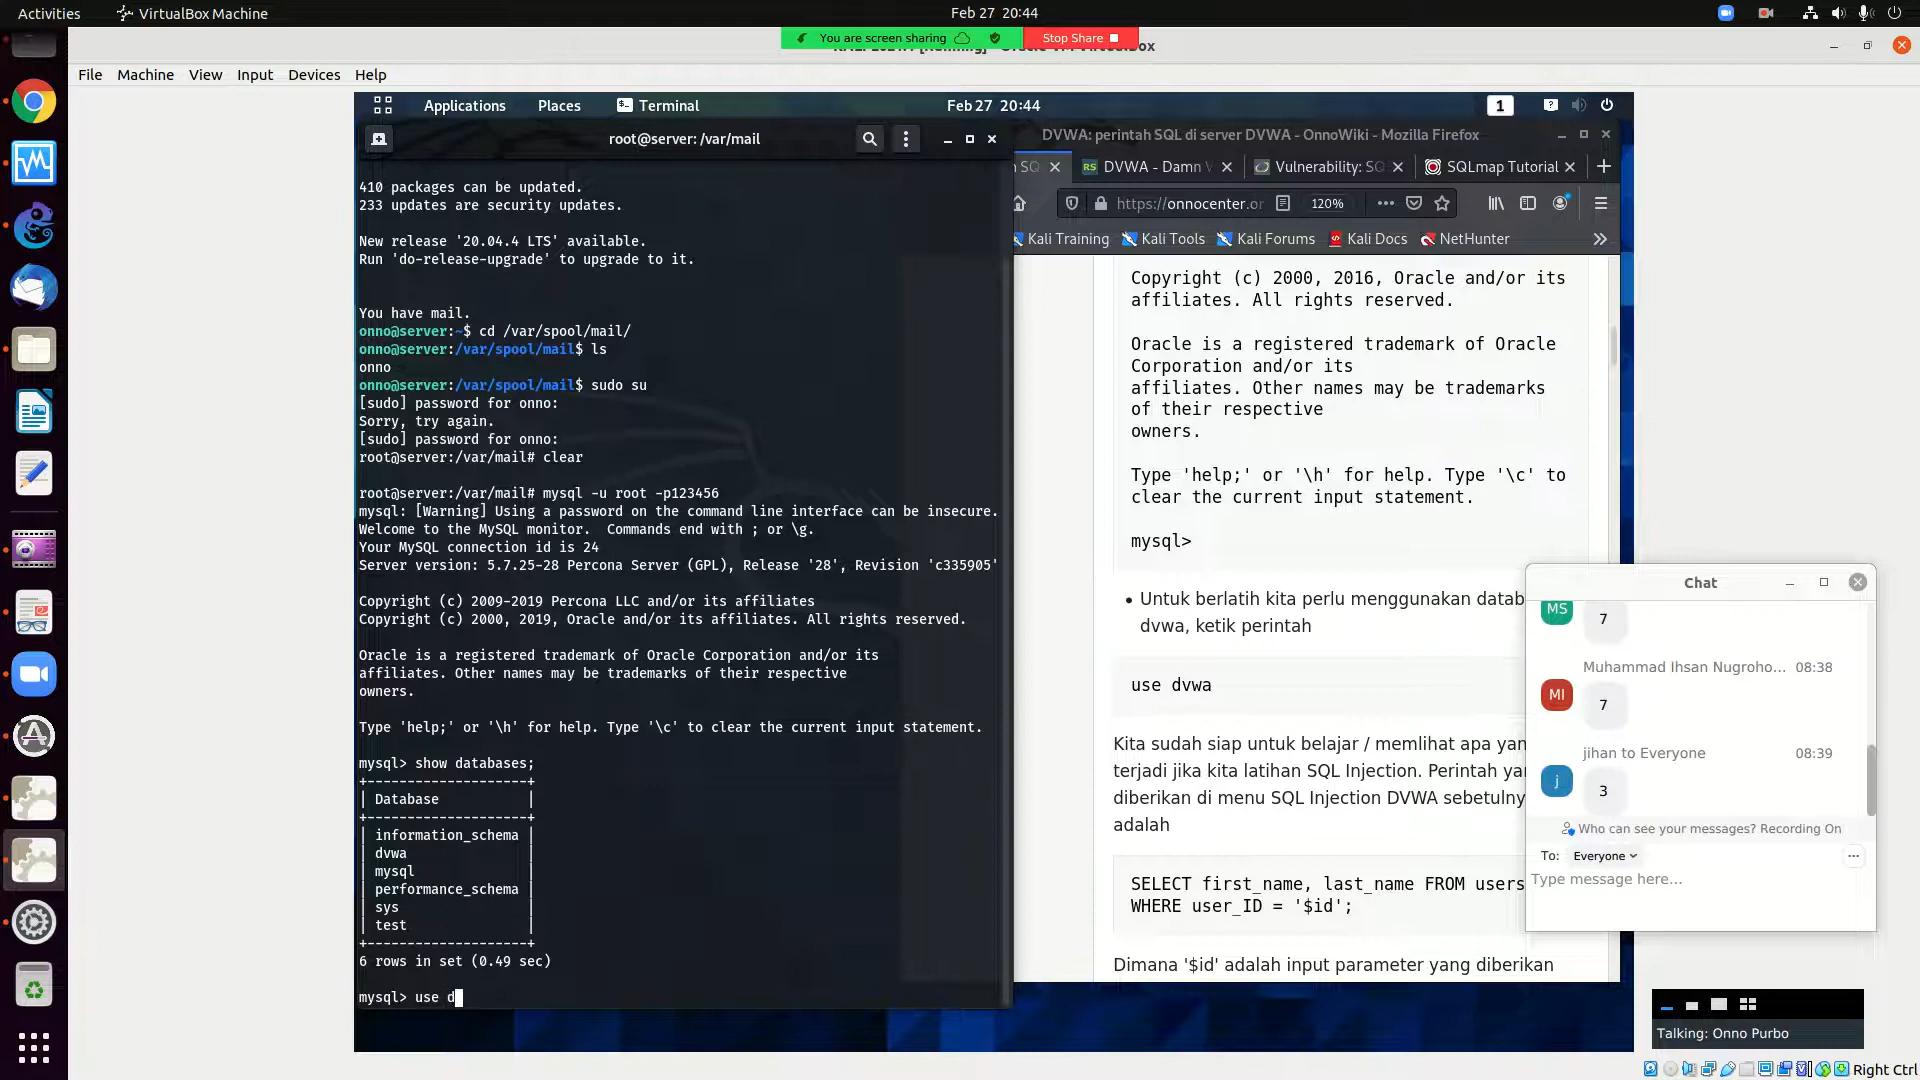 Activities
VirtualBox Machine
Feb 27 20:44
You are screen sharing
Stop Share
File Machine View Input Devices Help
Applications Places Terminal
Feb 27 20:44
1
root@server: /var/mail
410 packages can be updated.
233 updates are security updates.
New release '20.04.4 LTS' available.
Run 'do-release-upgrade' to upgrade to it.
You have mail.
onno@server:~$ cd /var/spool/mail/
onno@server:/var/spool/mail$ ls
onno
onno@server:/var/spool/mail$ sudo su
[sudo] password for onno:
Sorry, try again.
[sudo] password for onno:
root@server:/var/mail# clear
root@server:/var/mail# mysql -u root -p123456
mysql: [Warning] Using a password on the command line interface can be insecure.
Welcome to the MySQL monitor.  Commands end with ; or \g.
Your MySQL connection id is 24
Server version: 5.7.25-28 Percona Server (GPL), Release '28', Revision 'c335905'
Copyright (c) 2009-2019 Percona LLC and/or its affiliates
Copyright (c) 2000, 2019, Oracle and/or its affiliates. All rights reserved.
Oracle is a registered trademark of Oracle Corporation and/or its
affiliates. Other names may be trademarks of their respective
owners.
Type 'help;' or '\h' for help. Type '\c' to clear the current input statement.
mysql> show databases;
+--------------------+
| Database           |
+--------------------+
| information_schema |
| dvwa               |
| mysql              |
| performance_schema |
| sys                |
| test               |
+--------------------+
6 rows in set (0.49 sec)
mysql> use d
DVWA: perintah SQL di server DVWA - OnnoWiki - Mozilla Firefox
DVWA - Damn V
Vulnerability: SQ
SQLmap Tutorial
https://onnocenter.or
120%
Kali Training
Kali Tools
Kali Forums
Kali Docs
NetHunter
Copyright (c) 2000, 2016, Oracle and/or its
affiliates. All rights reserved.
Oracle is a registered trademark of Oracle
Corporation and/or its
affiliates. Other names may be trademarks
of their respective
owners.
Type 'help;' or '\h' for help. Type '\c' to
clear the current input statement.
mysql>
• Untuk berlatih kita perlu menggunakan datab
dvwa, ketik perintah
use dvwa
Kita sudah siap untuk belajar / memlihat apa yan
terjadi jika kita latihan SQL Injection. Perintah ya
diberikan di menu SQL Injection DVWA sebetulny
adalah
SELECT first_name, last_name FROM users
WHERE user_ID = '$id';
Dimana '$id' adalah input parameter yang diberikan
Chat
MS
7
Muhammad Ihsan Nugroho... 08:38
MI
7
jihan to Everyone 08:39
j
3
Who can see your messages? Recording On
To: Everyone
Type message here...
Talking: Onno Purbo
Right Ctrl